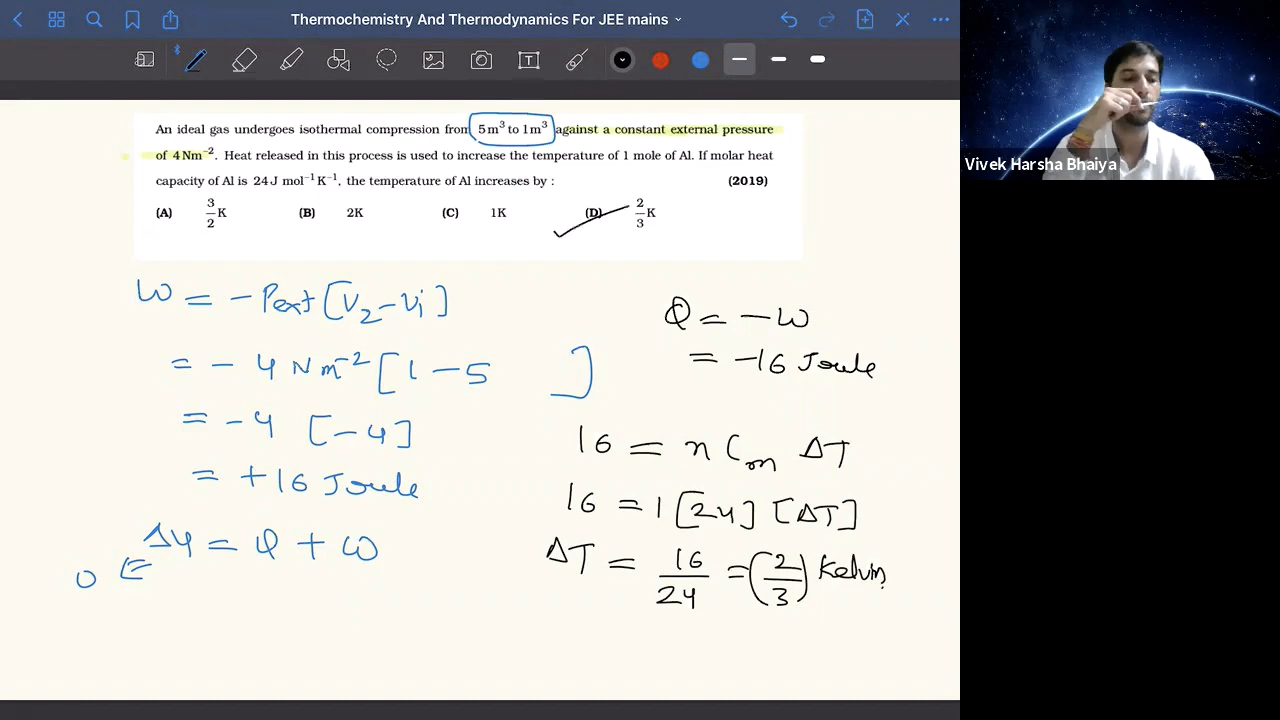 Thermochemistry And Thermodynamics For JEE mains
Vivek Harsha Bhaiya
An ideal gas undergoes isothermal compression from 5 m³ to 1 m³ against a constant external pressure
of 4 Nm⁻². Heat released in this process is used to increase the temperature of 1 mole of Al. If molar heat
capacity of Al is 24 J mol⁻¹ K⁻¹, the temperature of Al increases by : (2019)
(A) 3/2 K (B) 2K (C) 1K (D) 2/3 K
W = - Pext [V₂ - Vi]
= - 4 N m⁻² [1 - 5 ]
= - 4 [-4]
= + 16 Joule
ΔU = Q + W
0 ⇐
Q = - W
= -16 Joule
16 = n Cm ΔT
16 = 1 [24] [ΔT]
ΔT = 16/24 = (2/3) Kelvin